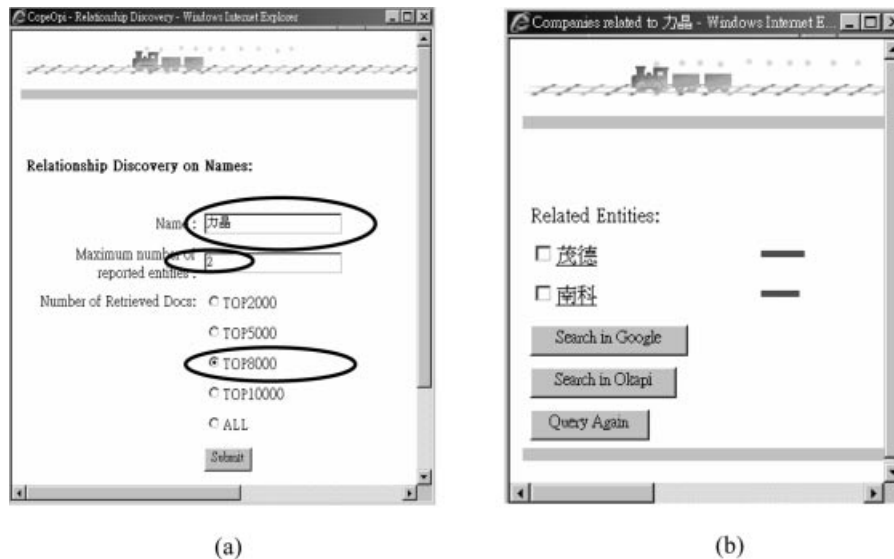 CopeOpi - Relationship Discovery - Windows Internet Explorer
Relationship Discovery on Names:
Name : 力晶
Maximum number of
reported entities : 2
Number of Retrieved Docs: TOP2000
TOP5000
TOP8000
TOP10000
ALL
Submit
(a)
Companies related to 力晶 - Windows Internet E...
Related Entities:
茂德
南科
Search in Google
Search in Okapi
Query Again
(b)